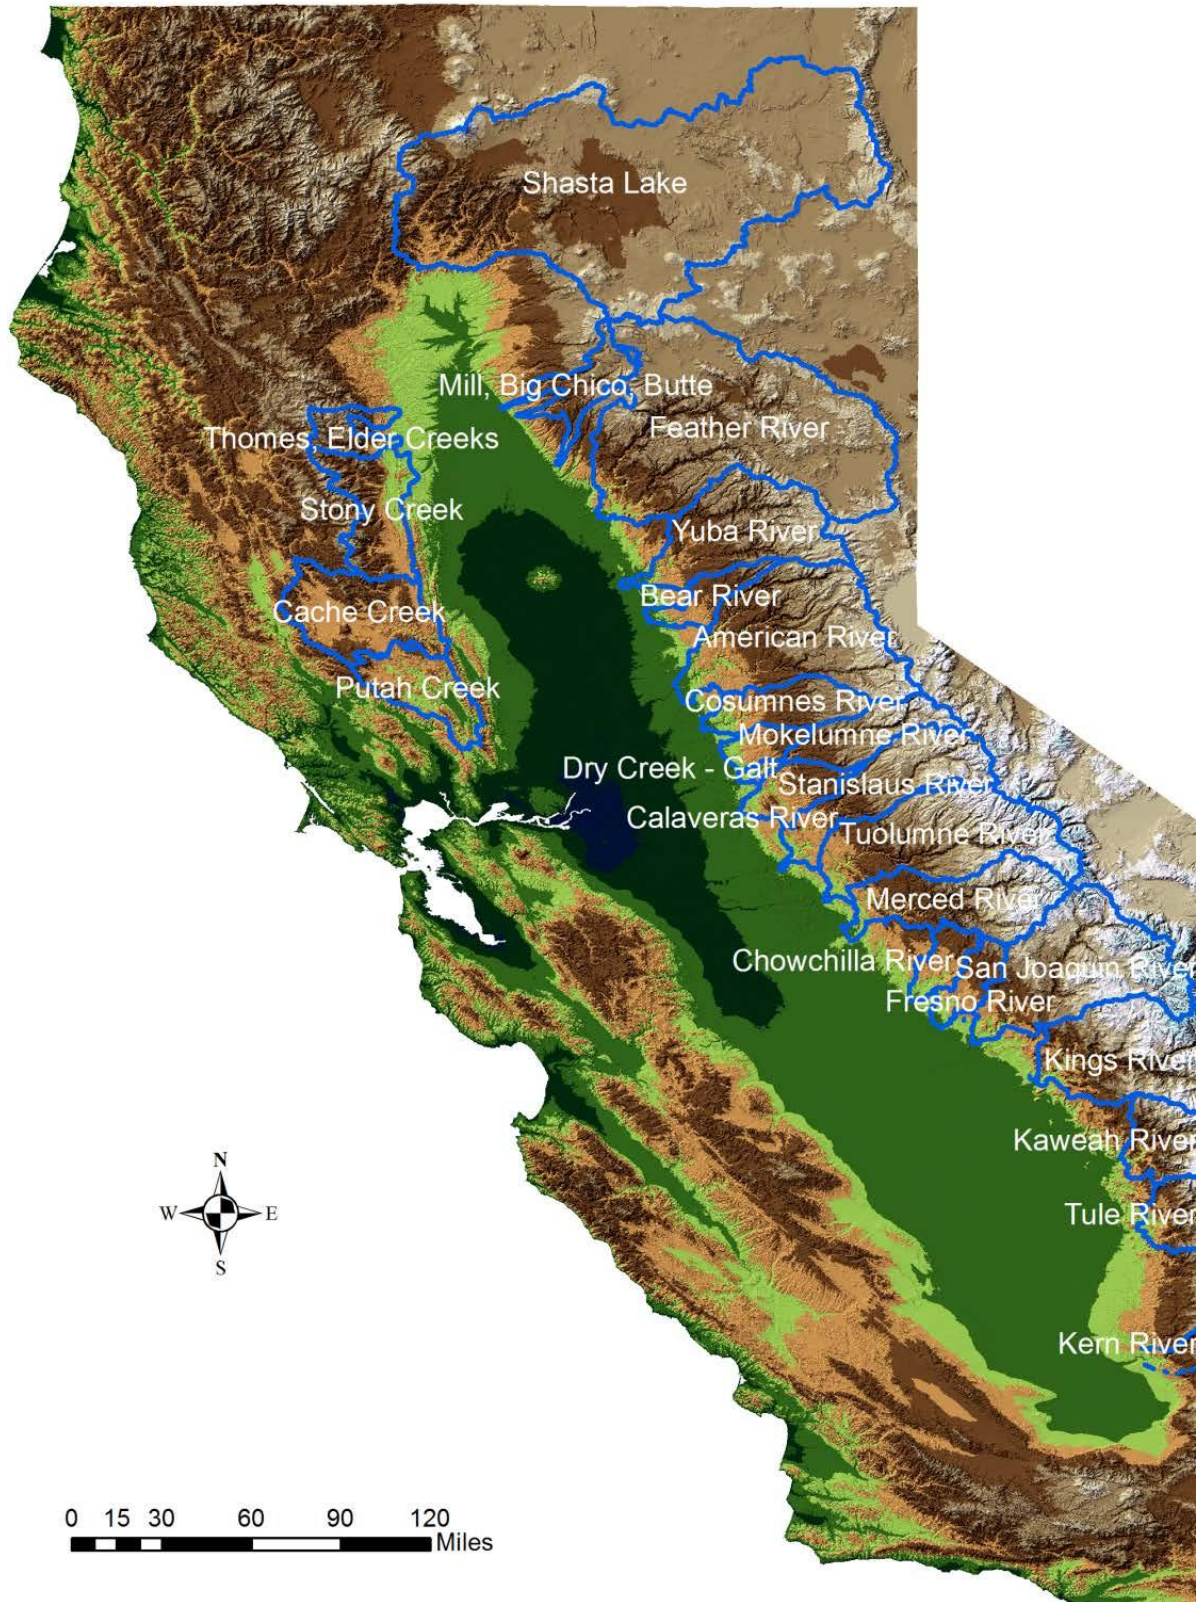 Shasta Lake
Mill, Big Chico, Butte
Feather River
Thomes, Elder Creeks
Stony Creek
Yuba River
Bear River
Cache Creek
American River
Putah Creek
Cosumnes River
Mokelumne River
Dry Creek - Galt
Stanislaus River
Calaveras River
Tuolumne River
Merced River
Chowchilla River
San Joaquin River
Fresno River
Kings River
Kaweah River
N
W E
S
Tule River
Kern River
0 15 30 60 90 120
Miles